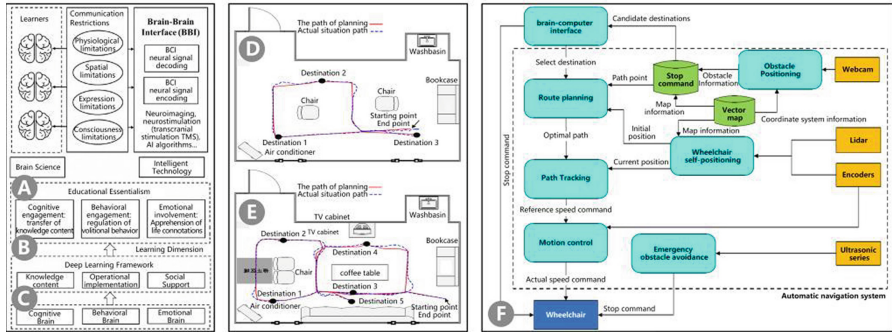 Learners
Communication
Restrictions
Physiological
limitations
Spatial
limitations
Expression
limitations
Consciousness
limitations
Brain-Brain
Interface (BBI)
BCI
neural signal
decoding
BCI
neural signal
encoding
Neuroimaging,
neurostimulation
(transcranial
stimulation TMS),
AI algorithms...
Brain Science
Intelligent
Technology
A
Educational Essentialism
Cognitive
engagement:
transfer of
knowledge content
Behavioral
engagement:
regulation of
volitional behavior
Emotional
involvement:
Apprehension of
life connotations
B
Learning Dimension
Deep Learning Framework
Knowledge
content
Operational
implementation
Social
Support
C
Cognitive
Brain
Behavioral
Brain
Emotional
Brain
D
The path of planning
Actual situation path
Washbasin
Destination 2
Bookcase
Chair
Chair
Starting point
End point
Destination 1
Destination 3
Air conditioner
E
The path of planning
Actual situation path
TV cabinet
Washbasin
Destination 2
TV cabinet
Bookcase
Destination 4
Chair
coffee table
Destination 1
Destination 3
Air conditioner
Destination 5
Starting point
End point
F
brain-computer
interface
Candidate destinations
Select destination
Stop
command
Obstacle
Information
Obstacle
Positioning
Webcam
Path point
Route planning
Map
information
Vector
map
Coordinate system information
Initial
position
Map information
Optimal path
Wheelchair
self-positioning
Lidar
Current position
Path Tracking
Encoders
Stop command
Reference speed command
Motion control
Emergency
obstacle avoidance
Ultrasonic
series
Actual speed command
Automatic navigation system
Wheelchair
Stop command